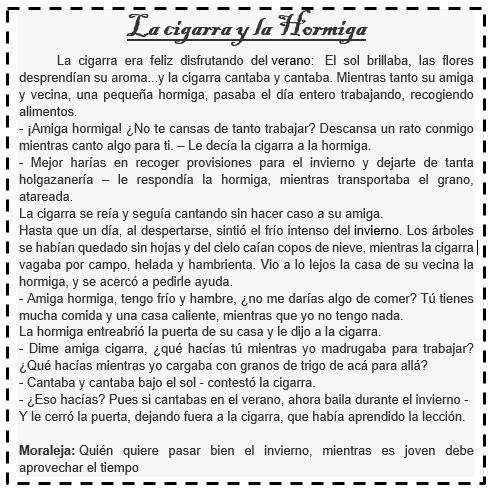 La cigarra y la Hormiga
La cigarra era feliz disfrutando del verano: El sol brillaba, las flores
desprendían su aroma...y la cigarra cantaba y cantaba. Mientras tanto su amiga
y vecina, una pequeña hormiga, pasaba el día entero trabajando, recogiendo
alimentos.
- ¡Amiga hormiga! ¿No te cansas de tanto trabajar? Descansa un rato conmigo
mientras canto algo para ti. – Le decía la cigarra a la hormiga.
- Mejor harías en recoger provisiones para el invierno y dejarte de tanta
holgazanería – le respondía la hormiga, mientras transportaba el grano,
atareada.
La cigarra se reía y seguía cantando sin hacer caso a su amiga.
Hasta que un día, al despertarse, sintió el frío intenso del invierno. Los árboles
se habían quedado sin hojas y del cielo caían copos de nieve, mientras la cigarra
vagaba por campo, helada y hambrienta. Vio a lo lejos la casa de su vecina la
hormiga, y se acercó a pedirle ayuda.
- Amiga hormiga, tengo frío y hambre, ¿no me darías algo de comer? Tú tienes
mucha comida y una casa caliente, mientras que yo no tengo nada.
La hormiga entreabrió la puerta de su casa y le dijo a la cigarra.
- Dime amiga cigarra, ¿qué hacías tú mientras yo madrugaba para trabajar?
¿Qué hacías mientras yo cargaba con granos de trigo de acá para allá?
- Cantaba y cantaba bajo el sol - contestó la cigarra.
- ¿Eso hacías? Pues si cantabas en el verano, ahora baila durante el invierno -
Y le cerró la puerta, dejando fuera a la cigarra, que había aprendido la lección.
Moraleja: Quién quiere pasar bien el invierno, mientras es joven debe
aprovechar el tiempo